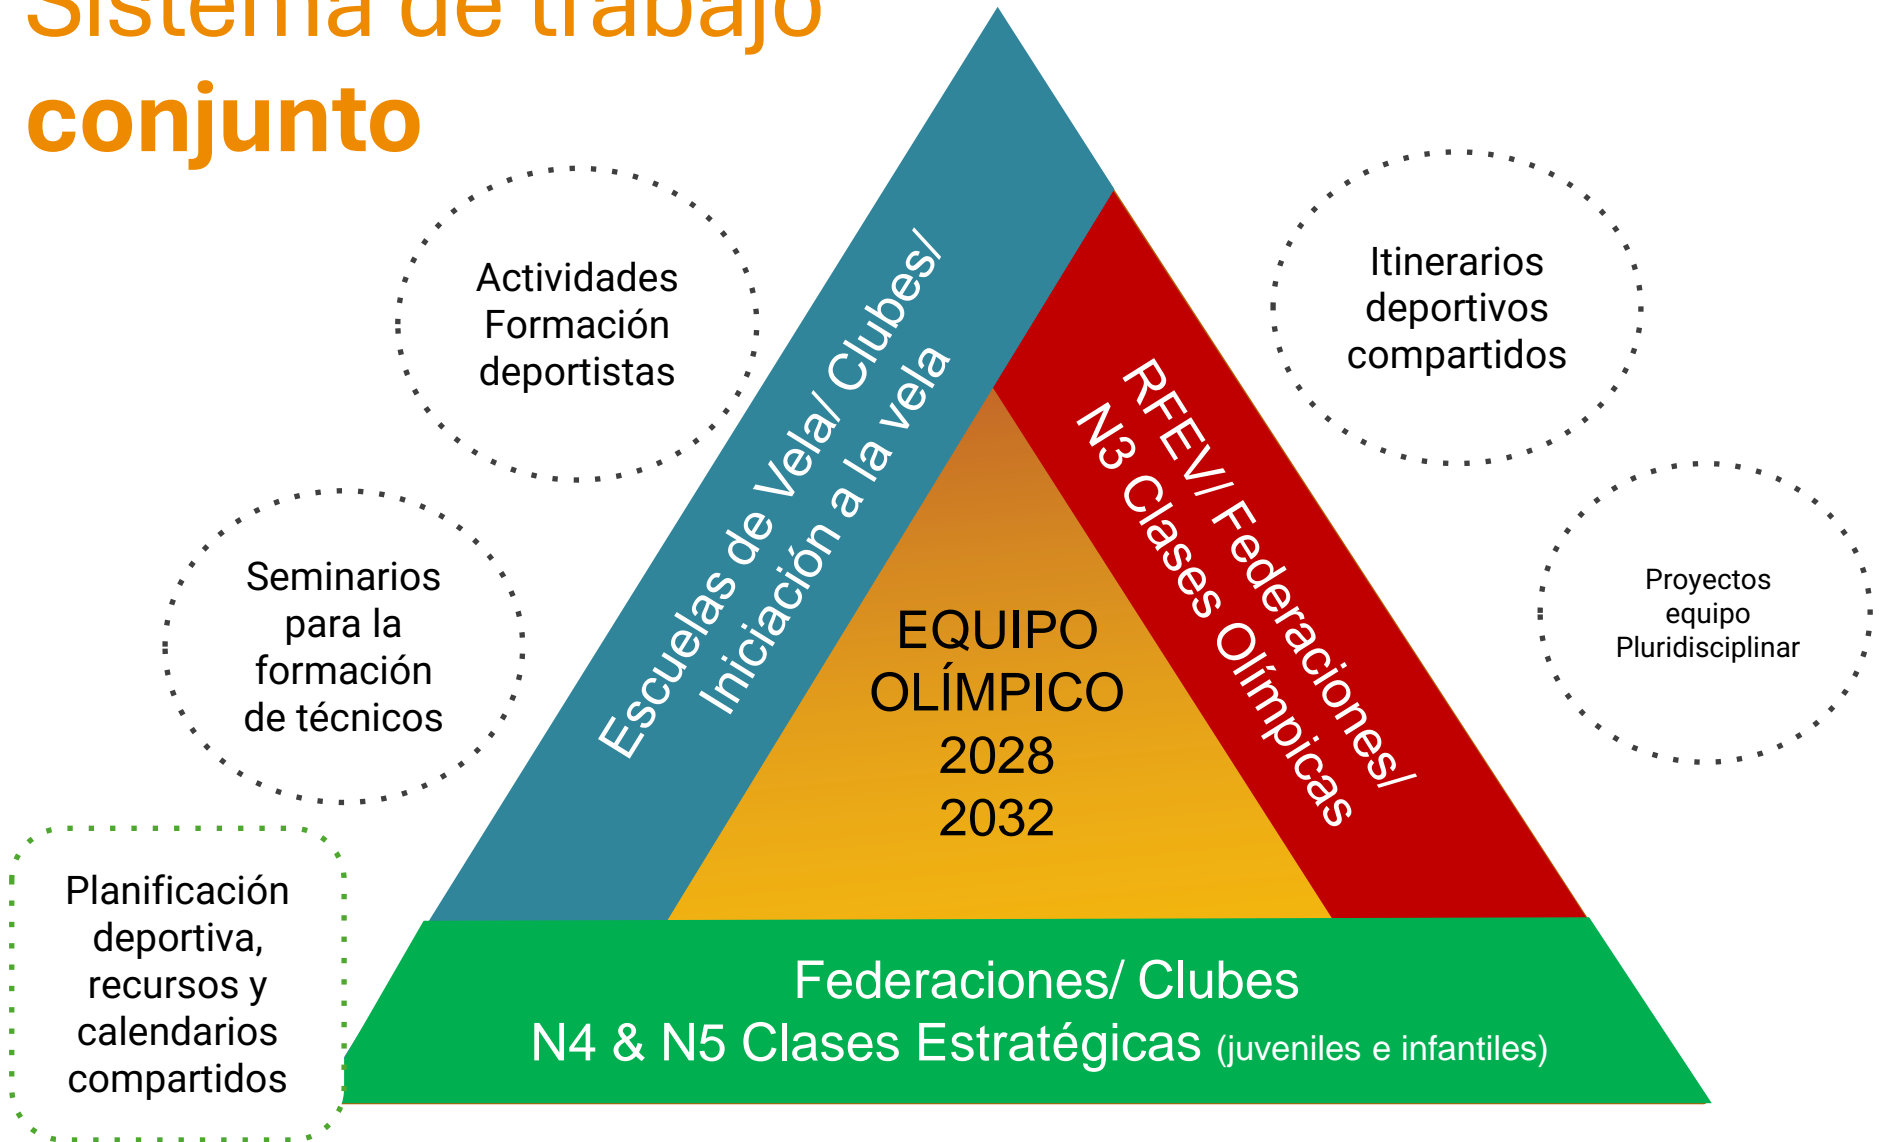 Sistema de trabajo
conjunto
Actividades
Formación
deportistas
Seminarios
para la
formación
de técnicos
Planificación
deportiva,
recursos y
calendarios
compartidos
Escuelas de Vela/ Clubes/
Iniciación a la vela
EQUIPO
OLÍMPICO
2028
2032
RFEV/ Federaciones/
N3 Clases Olímpicas
Itinerarios
deportivos
compartidos
Proyectos
equipo
Pluridisciplinar
Federaciones/ Clubes
N4 & N5 Clases Estratégicas (juveniles e infantiles)